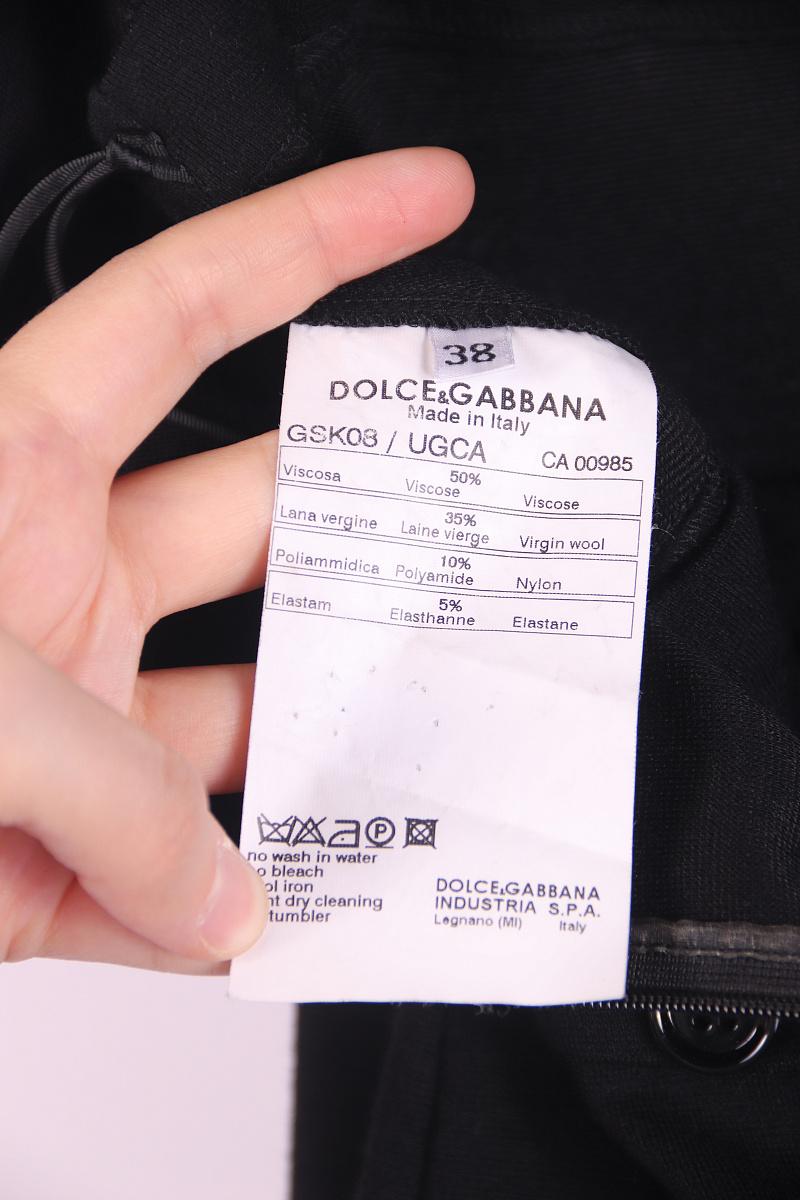 38
DOLCE&GABBANA
Made in Italy
GSK08 / UGCA CA 00985
50%
Viscosa Viscose Viscose
35%
Lana vergine Laine vierge Virgin wool
10%
Poliammidica Polyamide Nylon
5%
Elastam Elasthanne Elastane
P
no wash in water
bleach
iron
dry cleaning
tumbler
DOLCE&GABBANA
INDUSTRIA S.P.A.
Legnano (MI) Italy